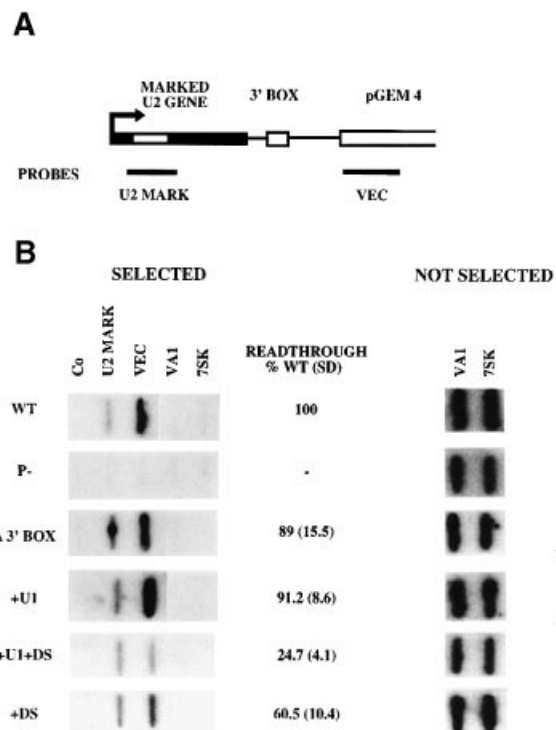 A
MARKED
U2 GENE
3' BOX
pGEM 4
PROBES
U2 MARK
VEC
B
SELECTED
NOT SELECTED
Co
U2 MARK
VEC
VA1
7SK
READTHROUGH
% WT (SD)
VA1
7SK
WT
100
P-
-
Δ 3' BOX
89 (15.5)
+U1
91.2 (8.6)
+U1+DS
24.7 (4.1)
+DS
60.5 (10.4)